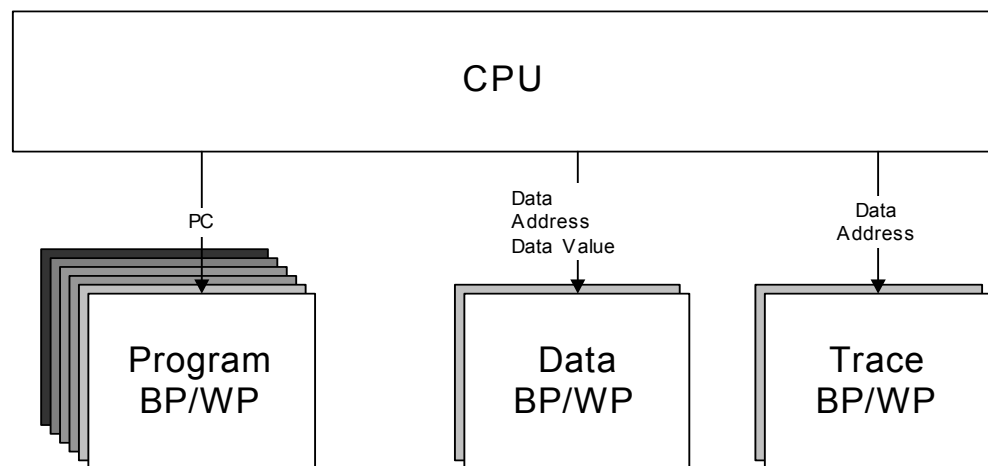 CPU
PC
Data
Address
Data Value
Data
Address
Program
BP/WP
Data
BP/WP
Trace
BP/WP